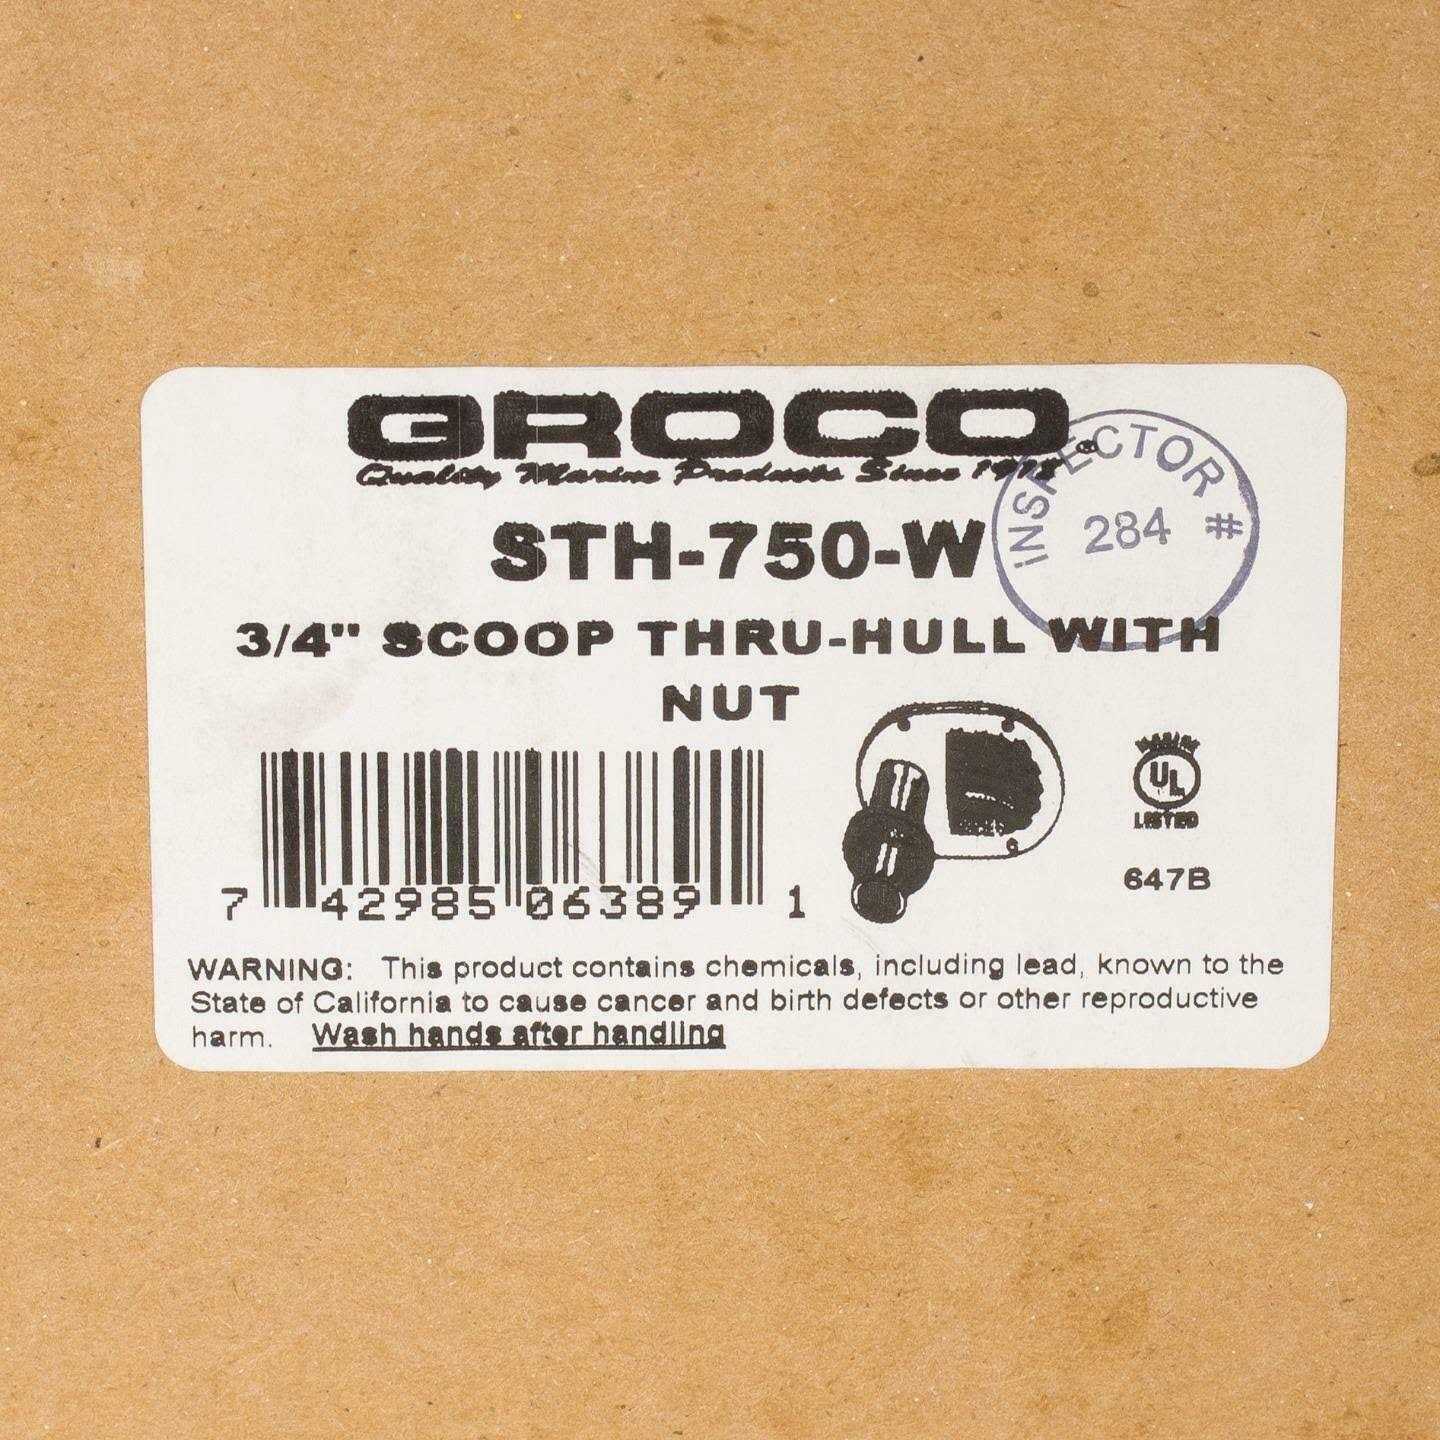 GROCO®
Quality Marine Products Since 1918
INSPECTOR #
284
STH-750-W
3/4" SCOOP THRU-HULL WITH
NUT
MARINE
UL
LISTED
647B
7 42985 06389 1
WARNING: This product contains chemicals, including lead, known to the
State of California to cause cancer and birth defects or other reproductive
harm. Wash hands after handling